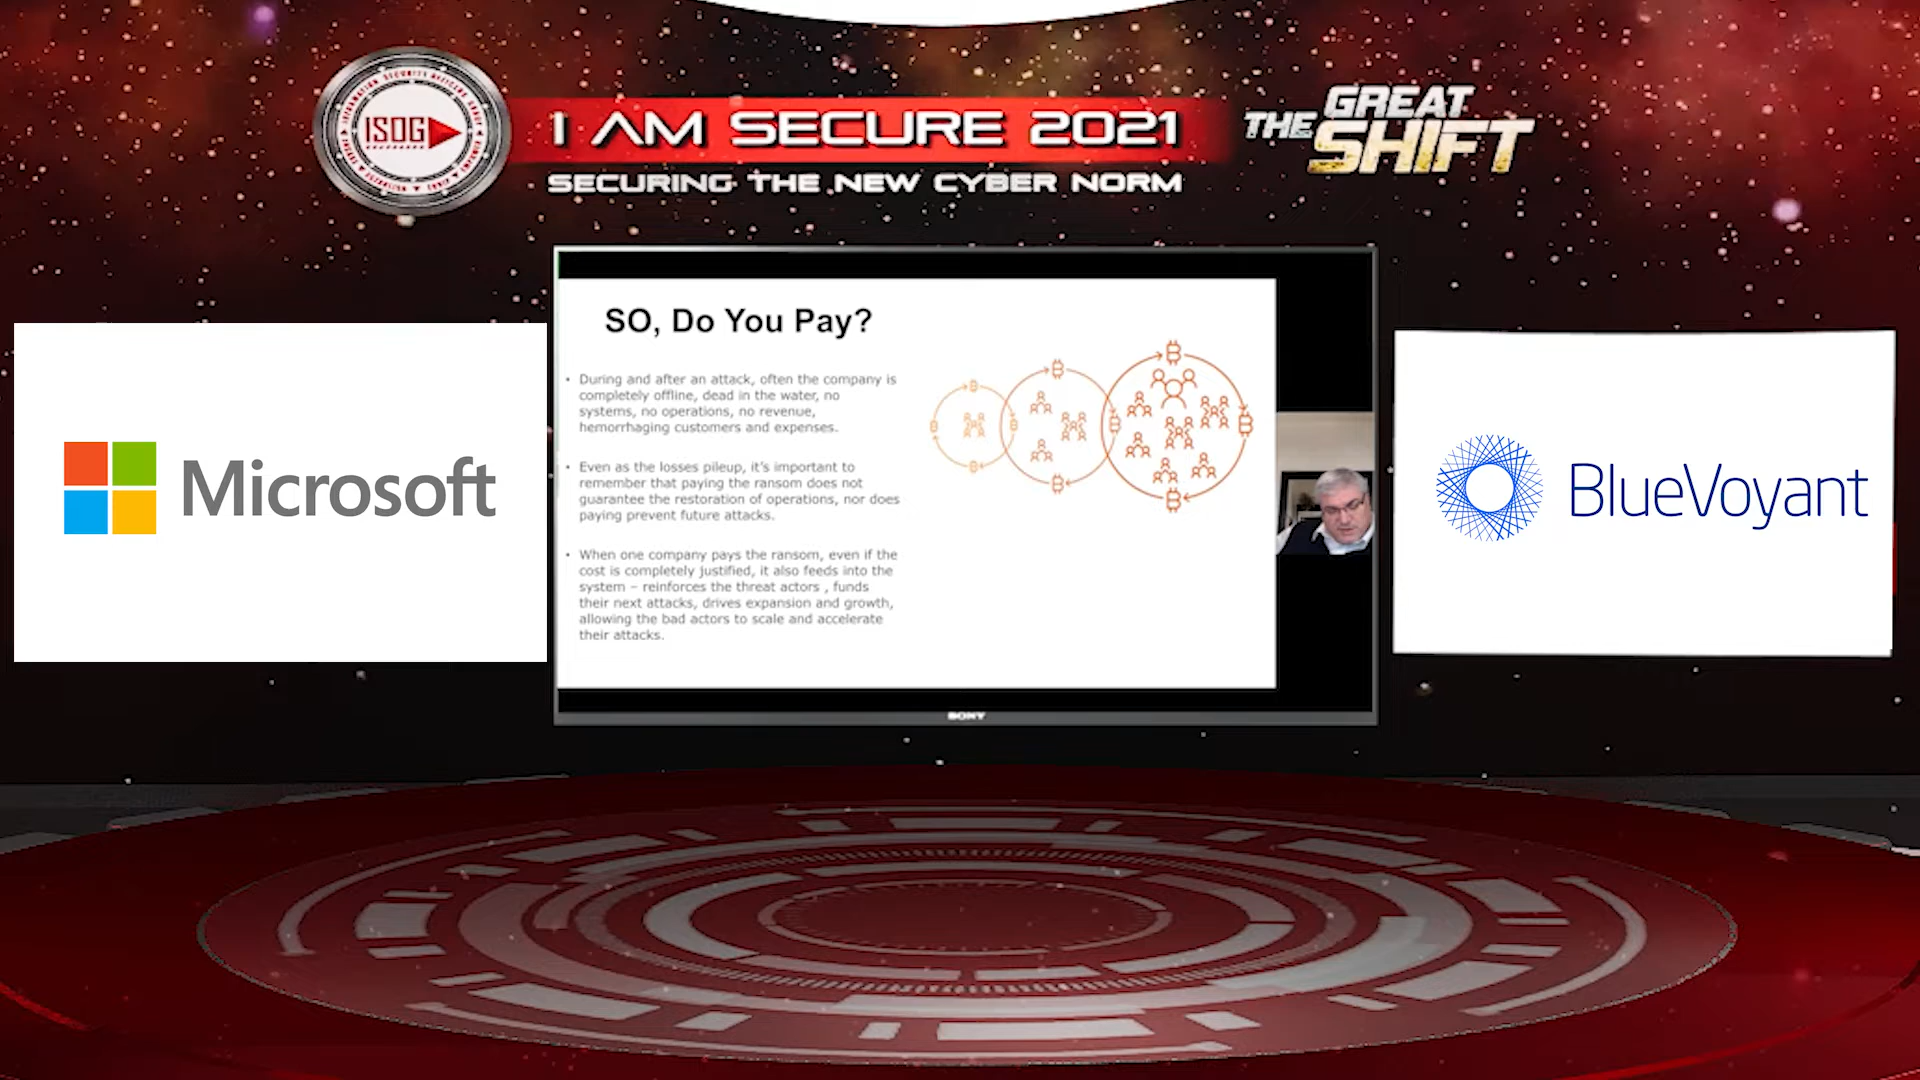 INFORMATION SECURITY OFFICERS GROUP
ISOG
I AM SECURE 2021
SECURING THE NEW CYBER NORM
THE GREAT SHIFT
Microsoft
SO, Do You Pay?
• During and after an attack, often the company is
completely offline, dead in the water, no
systems, no operations, no revenue,
hemorrhaging customers and expenses.
• Even as the losses pileup, it's important to
remember that paying the ransom does not
guarantee the restoration of operations, nor does
paying prevent future attacks.
• When one company pays the ransom, even if the
cost is completely justified, it also feeds into the
system – reinforces the threat actors , funds
their next attacks, drives expansion and growth,
allowing the bad actors to scale and accelerate
their attacks.
SONY
BlueVoyant